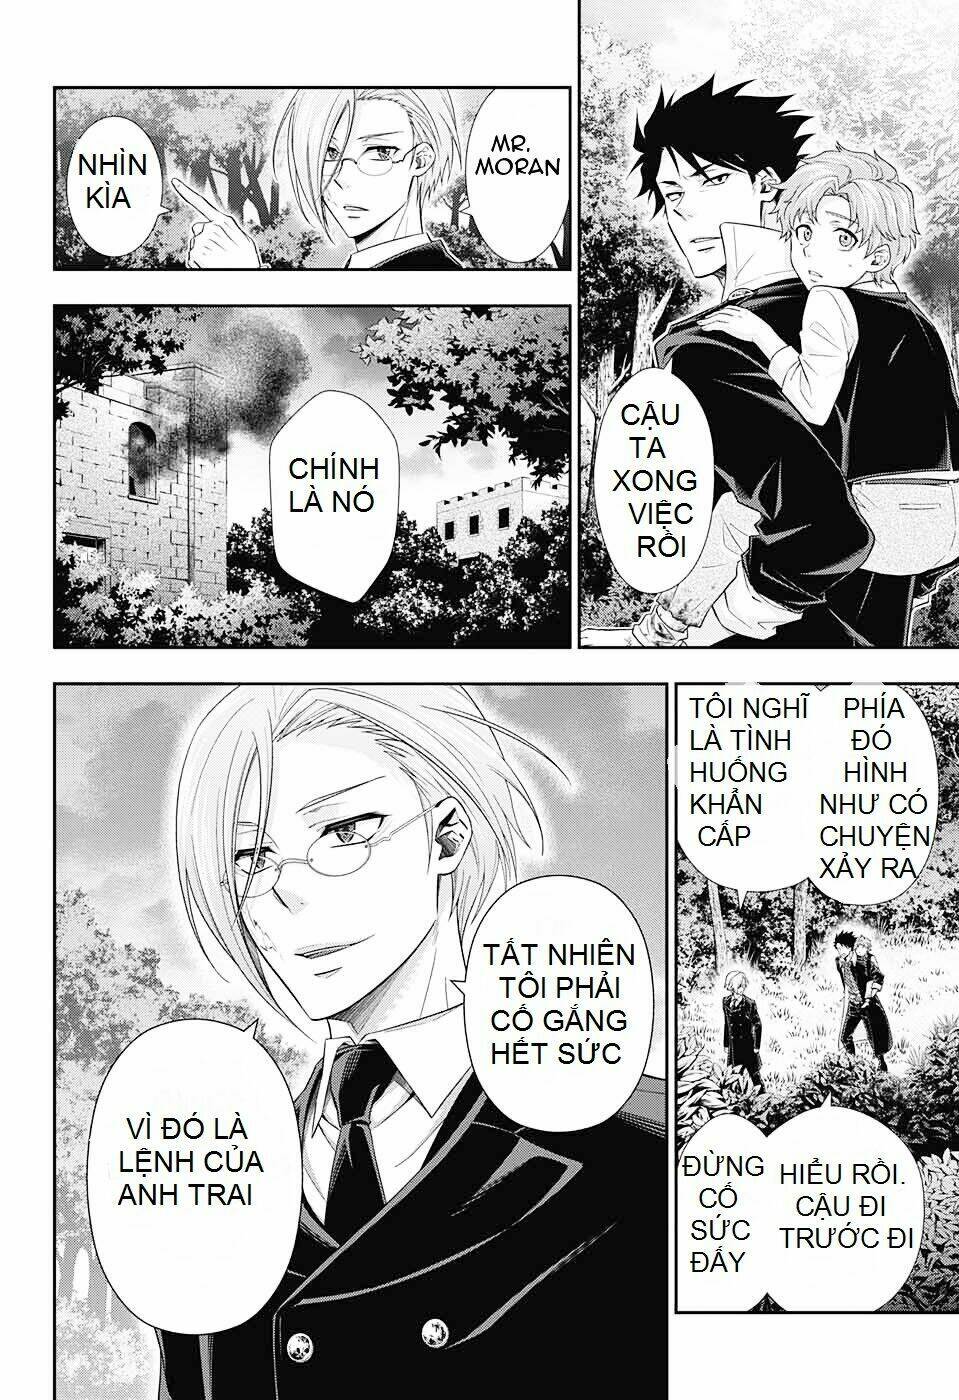 CẬU
TA
XONG
VIỆC
RỒI
MR.
MORAN
NHÌN
KÌA
CHÍNH
LÀ NÓ
PHÍA
ĐÓ
HÌNH
NHƯ CÓ
CHUYỆN
XẢY RA
TÔI NGHĨ
LÀ TÌNH
HUỐNG
KHẨN
CẤP
HIỂU RỒI.
CẬU ĐI
TRƯỚC ĐI
ĐỪNG
CỐ
SỨC
ĐẤY
TẤT NHIÊN
TÔI PHẢI
CỐ GẮNG
HẾT SỨC
VÌ ĐÓ LÀ
LỆNH CỦA
ANH TRAI